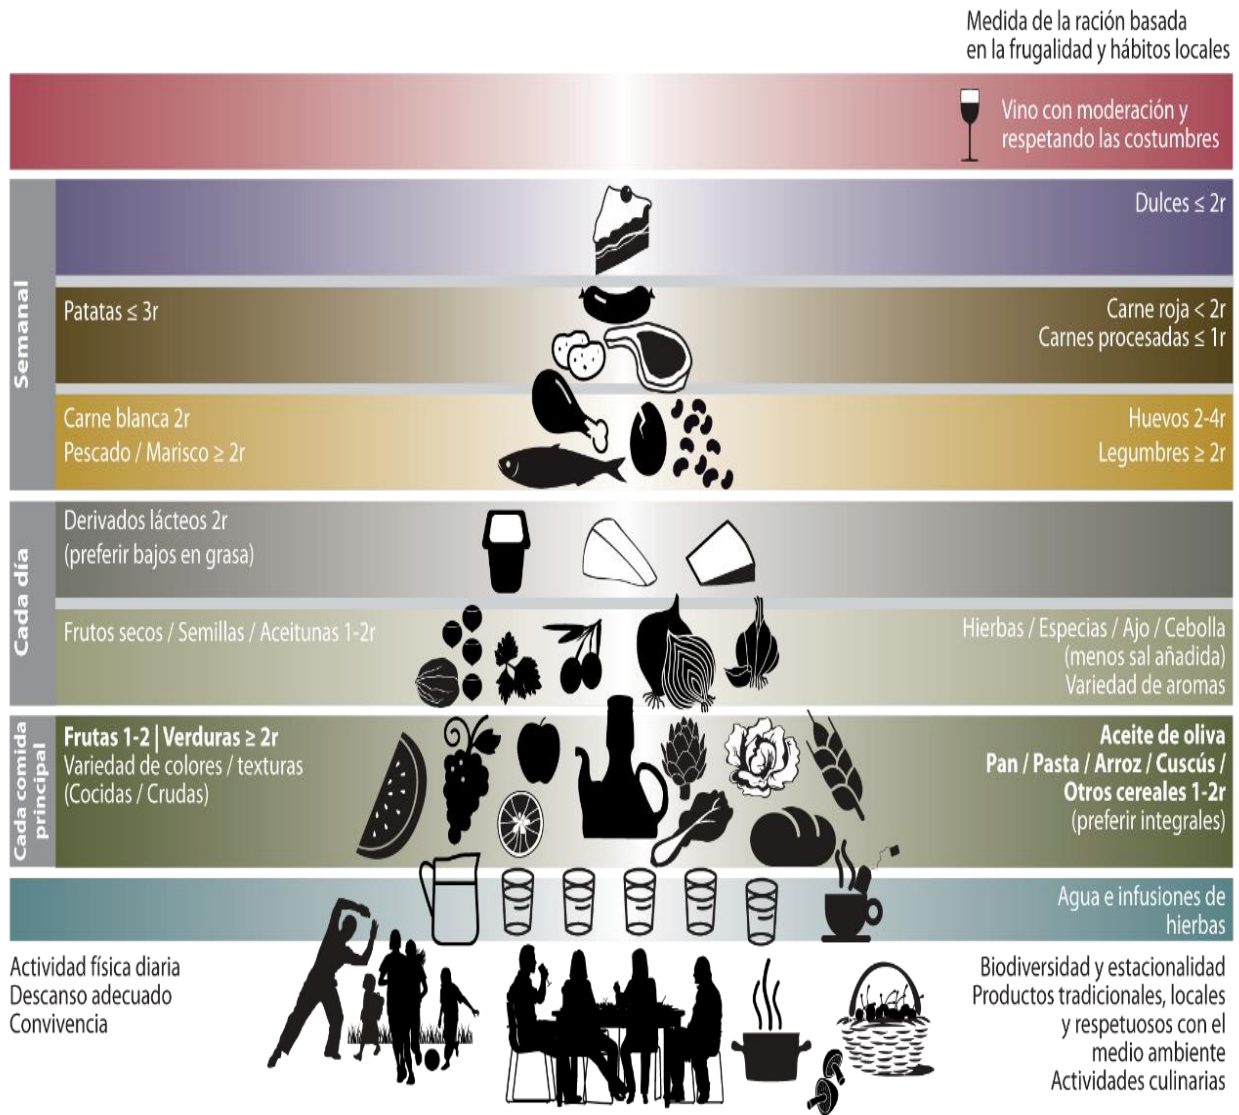 Medida de la ración basada
en la frugalidad y hábitos locales
Vino con moderación y
respetando las costumbres
Semanal
Dulces ≤ 2r
Patatas ≤ 3r
Carne roja < 2r
Carnes procesadas ≤ 1r
Carne blanca 2r
Pescado / Marisco ≥ 2r
Huevos 2-4r
Legumbres ≥ 2r
Cada día
Derivados lácteos 2r
(preferir bajos en grasa)
Frutos secos / Semillas / Aceitunas 1-2r
Hierbas / Especias / Ajo / Cebolla
(menos sal añadida)
Variedad de aromas
Cada comida
principal
Frutas 1-2 | Verduras ≥ 2r
Variedad de colores / texturas
(Cocidas / Crudas)
Aceite de oliva
Pan / Pasta / Arroz / Cuscús /
Otros cereales 1-2r
(preferir integrales)
Agua e infusiones de
hierbas
Actividad física diaria
Descanso adecuado
Convivencia
Biodiversidad y estacionalidad
Productos tradicionales, locales
y respetuosos con el
medio ambiente
Actividades culinarias